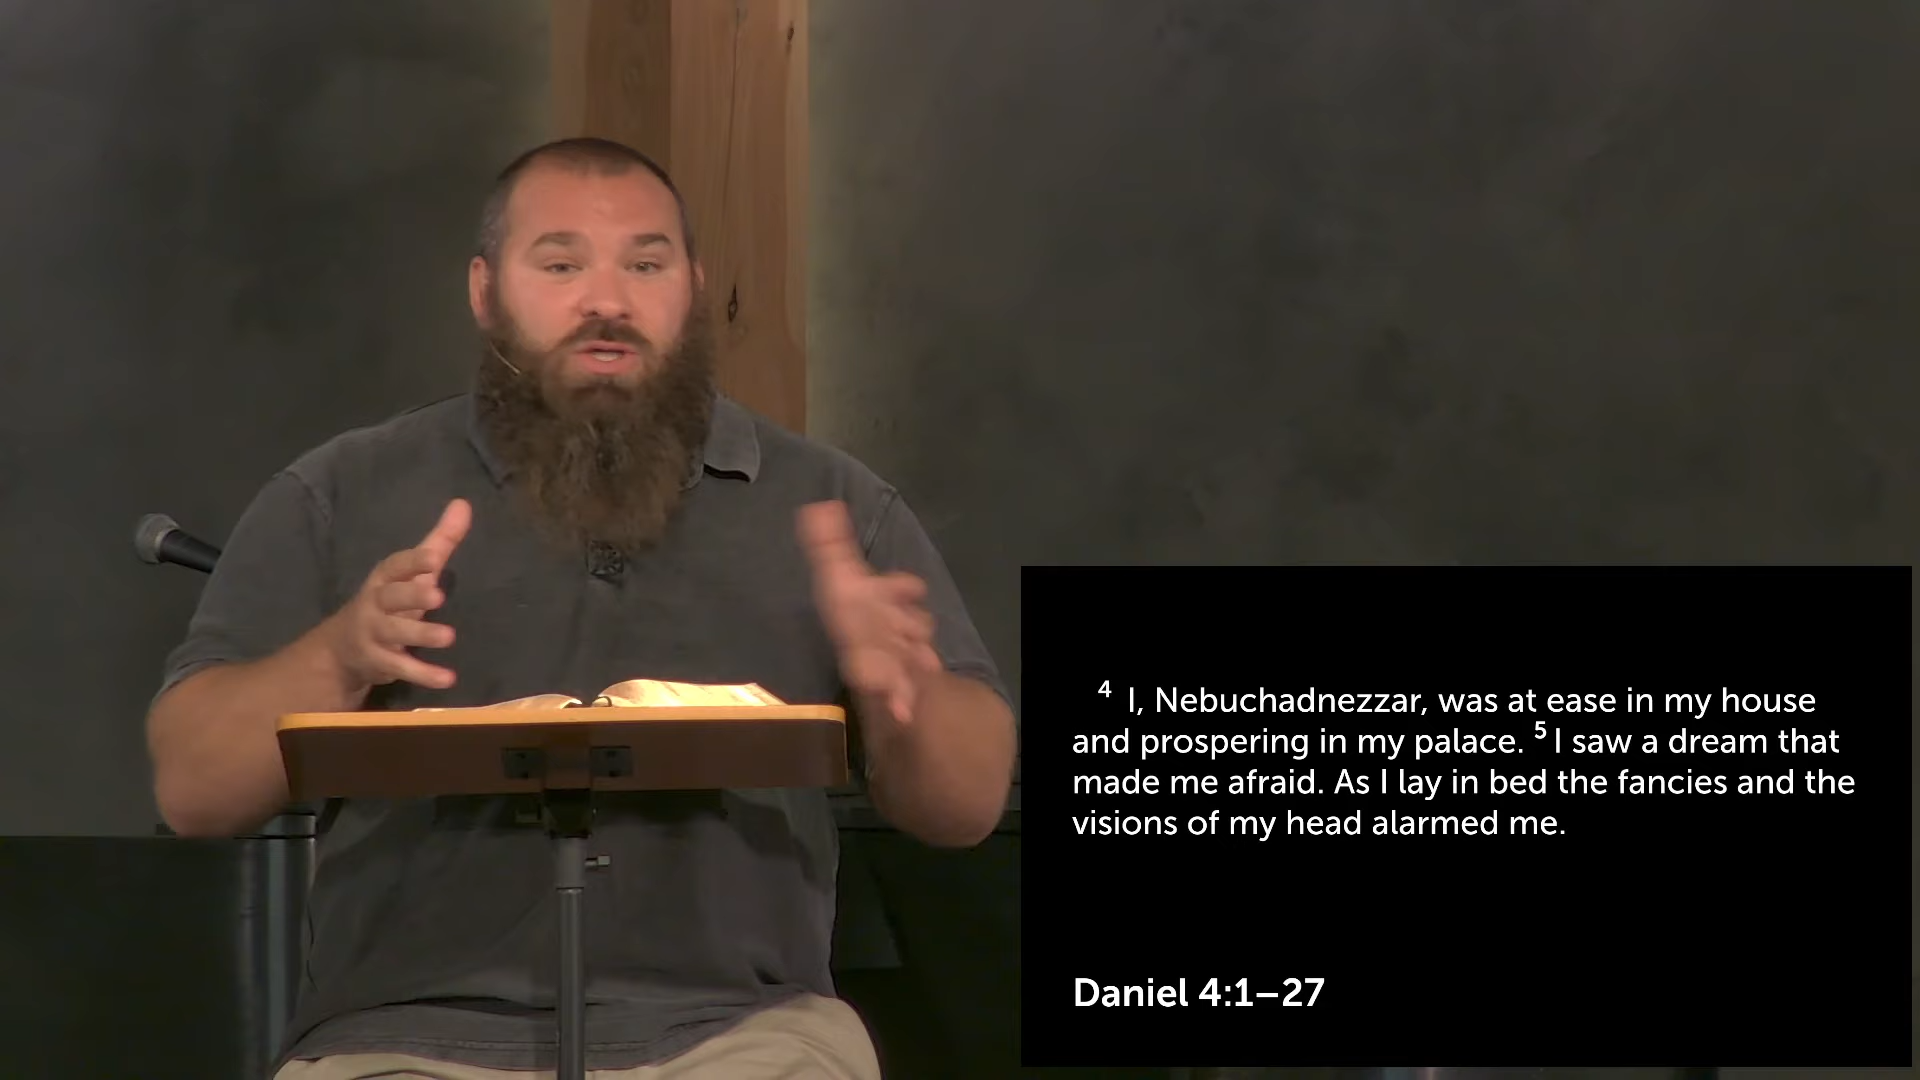 4 I, Nebuchadnezzar, was at ease in my house
and prospering in my palace. 5 I saw a dream that
made me afraid. As I lay in bed the fancies and the
visions of my head alarmed me.
Daniel 4:1–27